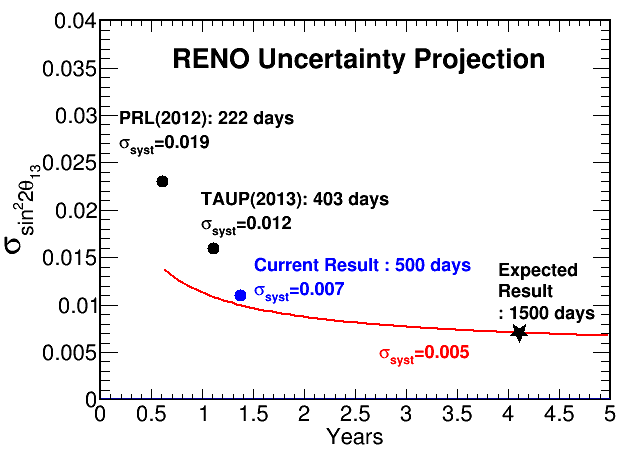 RENO Uncertainty Projection
0.04
0.035
0.03
0.025
0.02
0.015
0.01
0.005
0
σsin²2θ13
PRL(2012): 222 days
σsyst=0.019
TAUP(2013): 403 days
σsyst=0.012
Current Result : 500 days
σsyst=0.007
Expected
Result
: 1500 days
σsyst=0.005
0 0.5 1 1.5 2 2.5 3 3.5 4 4.5 5
Years